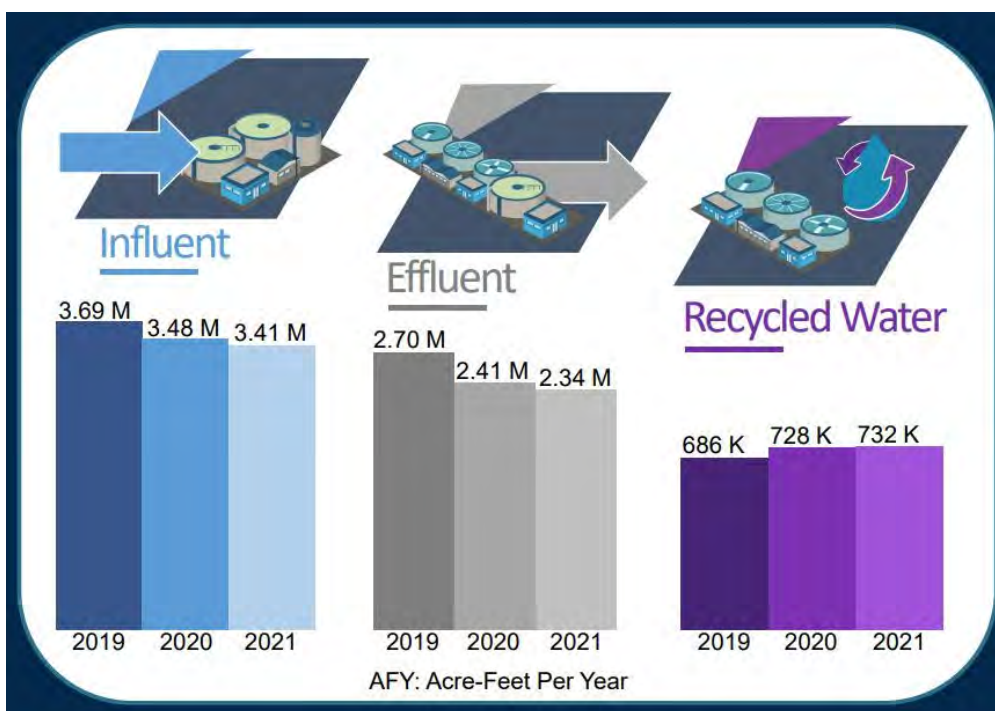 Influent
3.69 M
3.48 M
3.41 M
2019
2020
2021
Effluent
2.70 M
2.41 M
2.34 M
2019
2020
2021
Recycled Water
686 K
728 K
732 K
2019
2020
2021
AFY: Acre-Feet Per Year